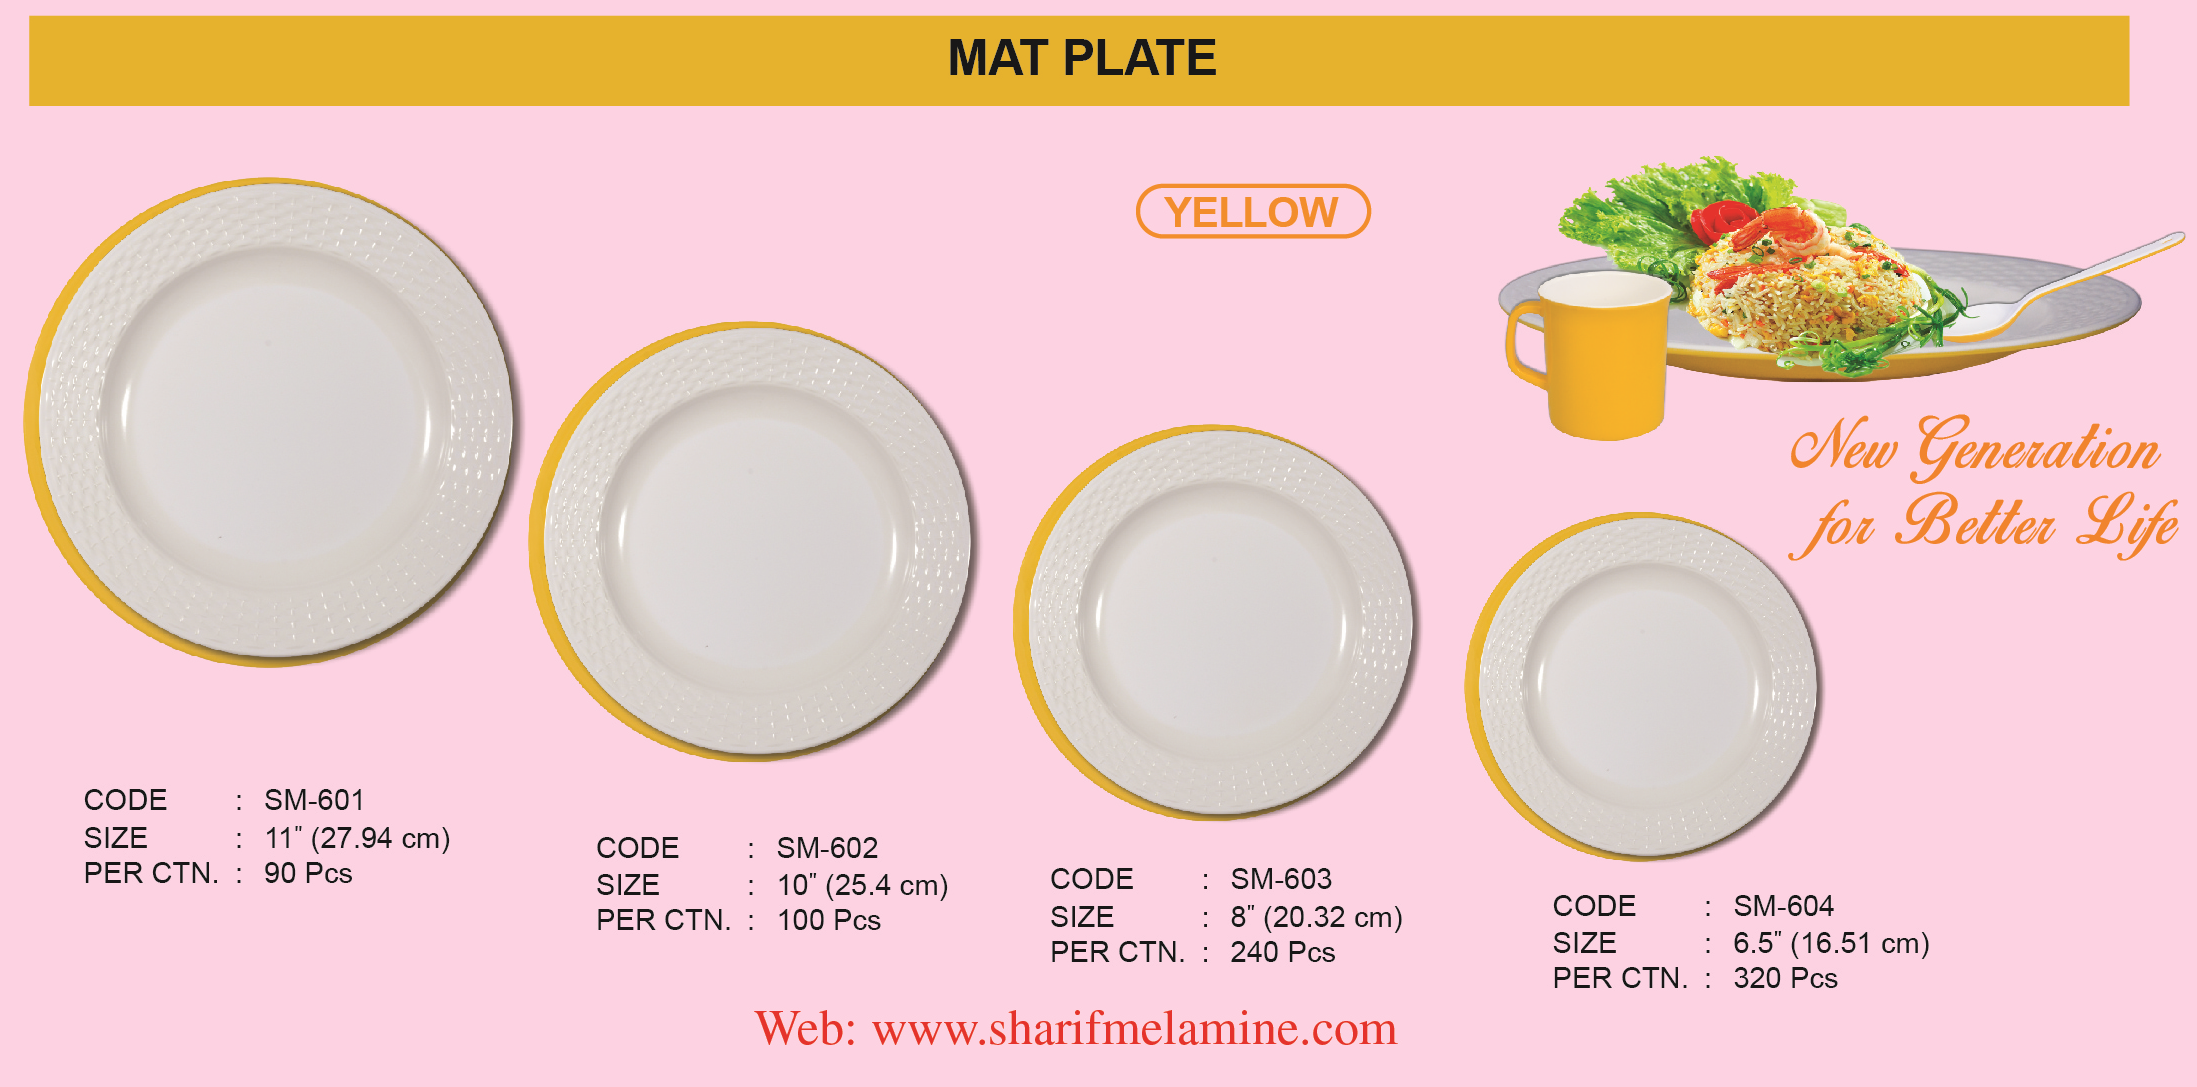 MAT PLATE
YELLOW
New Generation
for Better Life
CODE : SM-601
SIZE : 11" (27.94 cm)
PER CTN. : 90 Pcs
CODE : SM-602
SIZE : 10" (25.4 cm)
PER CTN. : 100 Pcs
CODE : SM-603
SIZE : 8" (20.32 cm)
PER CTN. : 240 Pcs
CODE : SM-604
SIZE : 6.5" (16.51 cm)
PER CTN. : 320 Pcs
Web: www.sharifmelamine.com